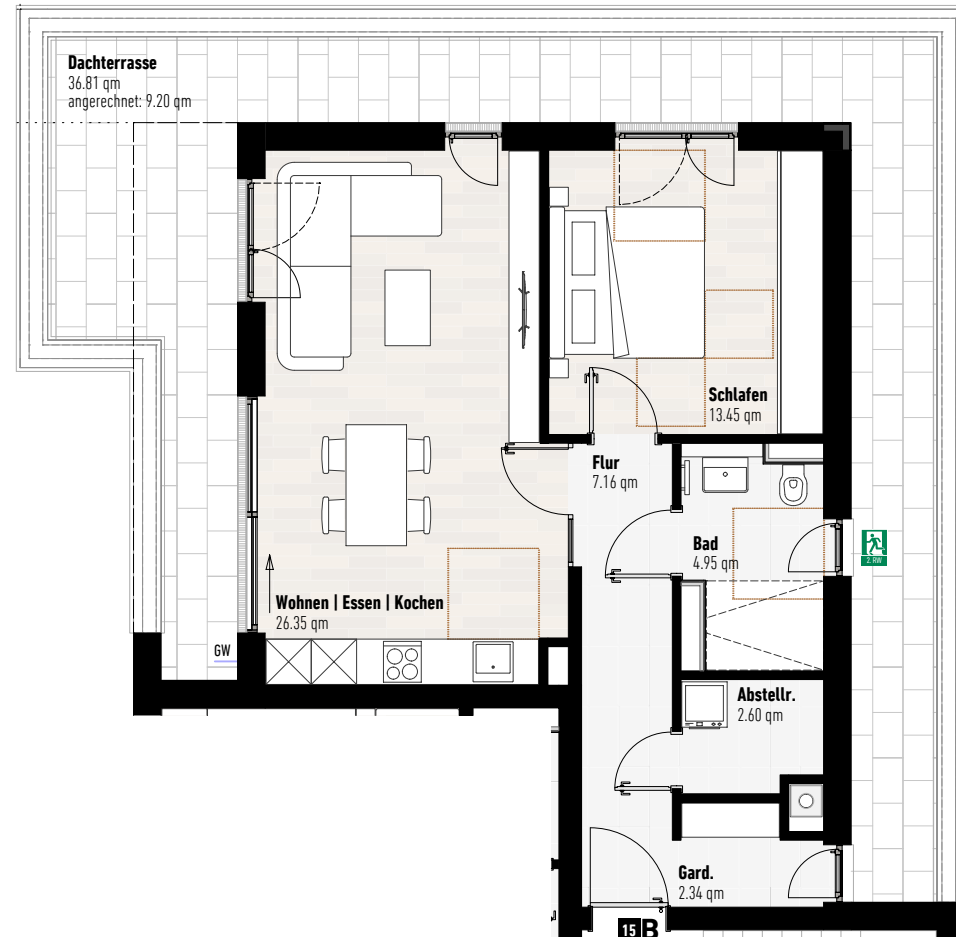 Dachterrasse
36.81 qm
angerechnet: 9.20 qm
Schlafen
13.45 qm
Flur
7.16 qm
Bad
4.95 qm
2. RW
Wohnen | Essen | Kochen
26.35 qm
GW
Abstellr.
2.60 qm
Gard.
2.34 qm
15 B